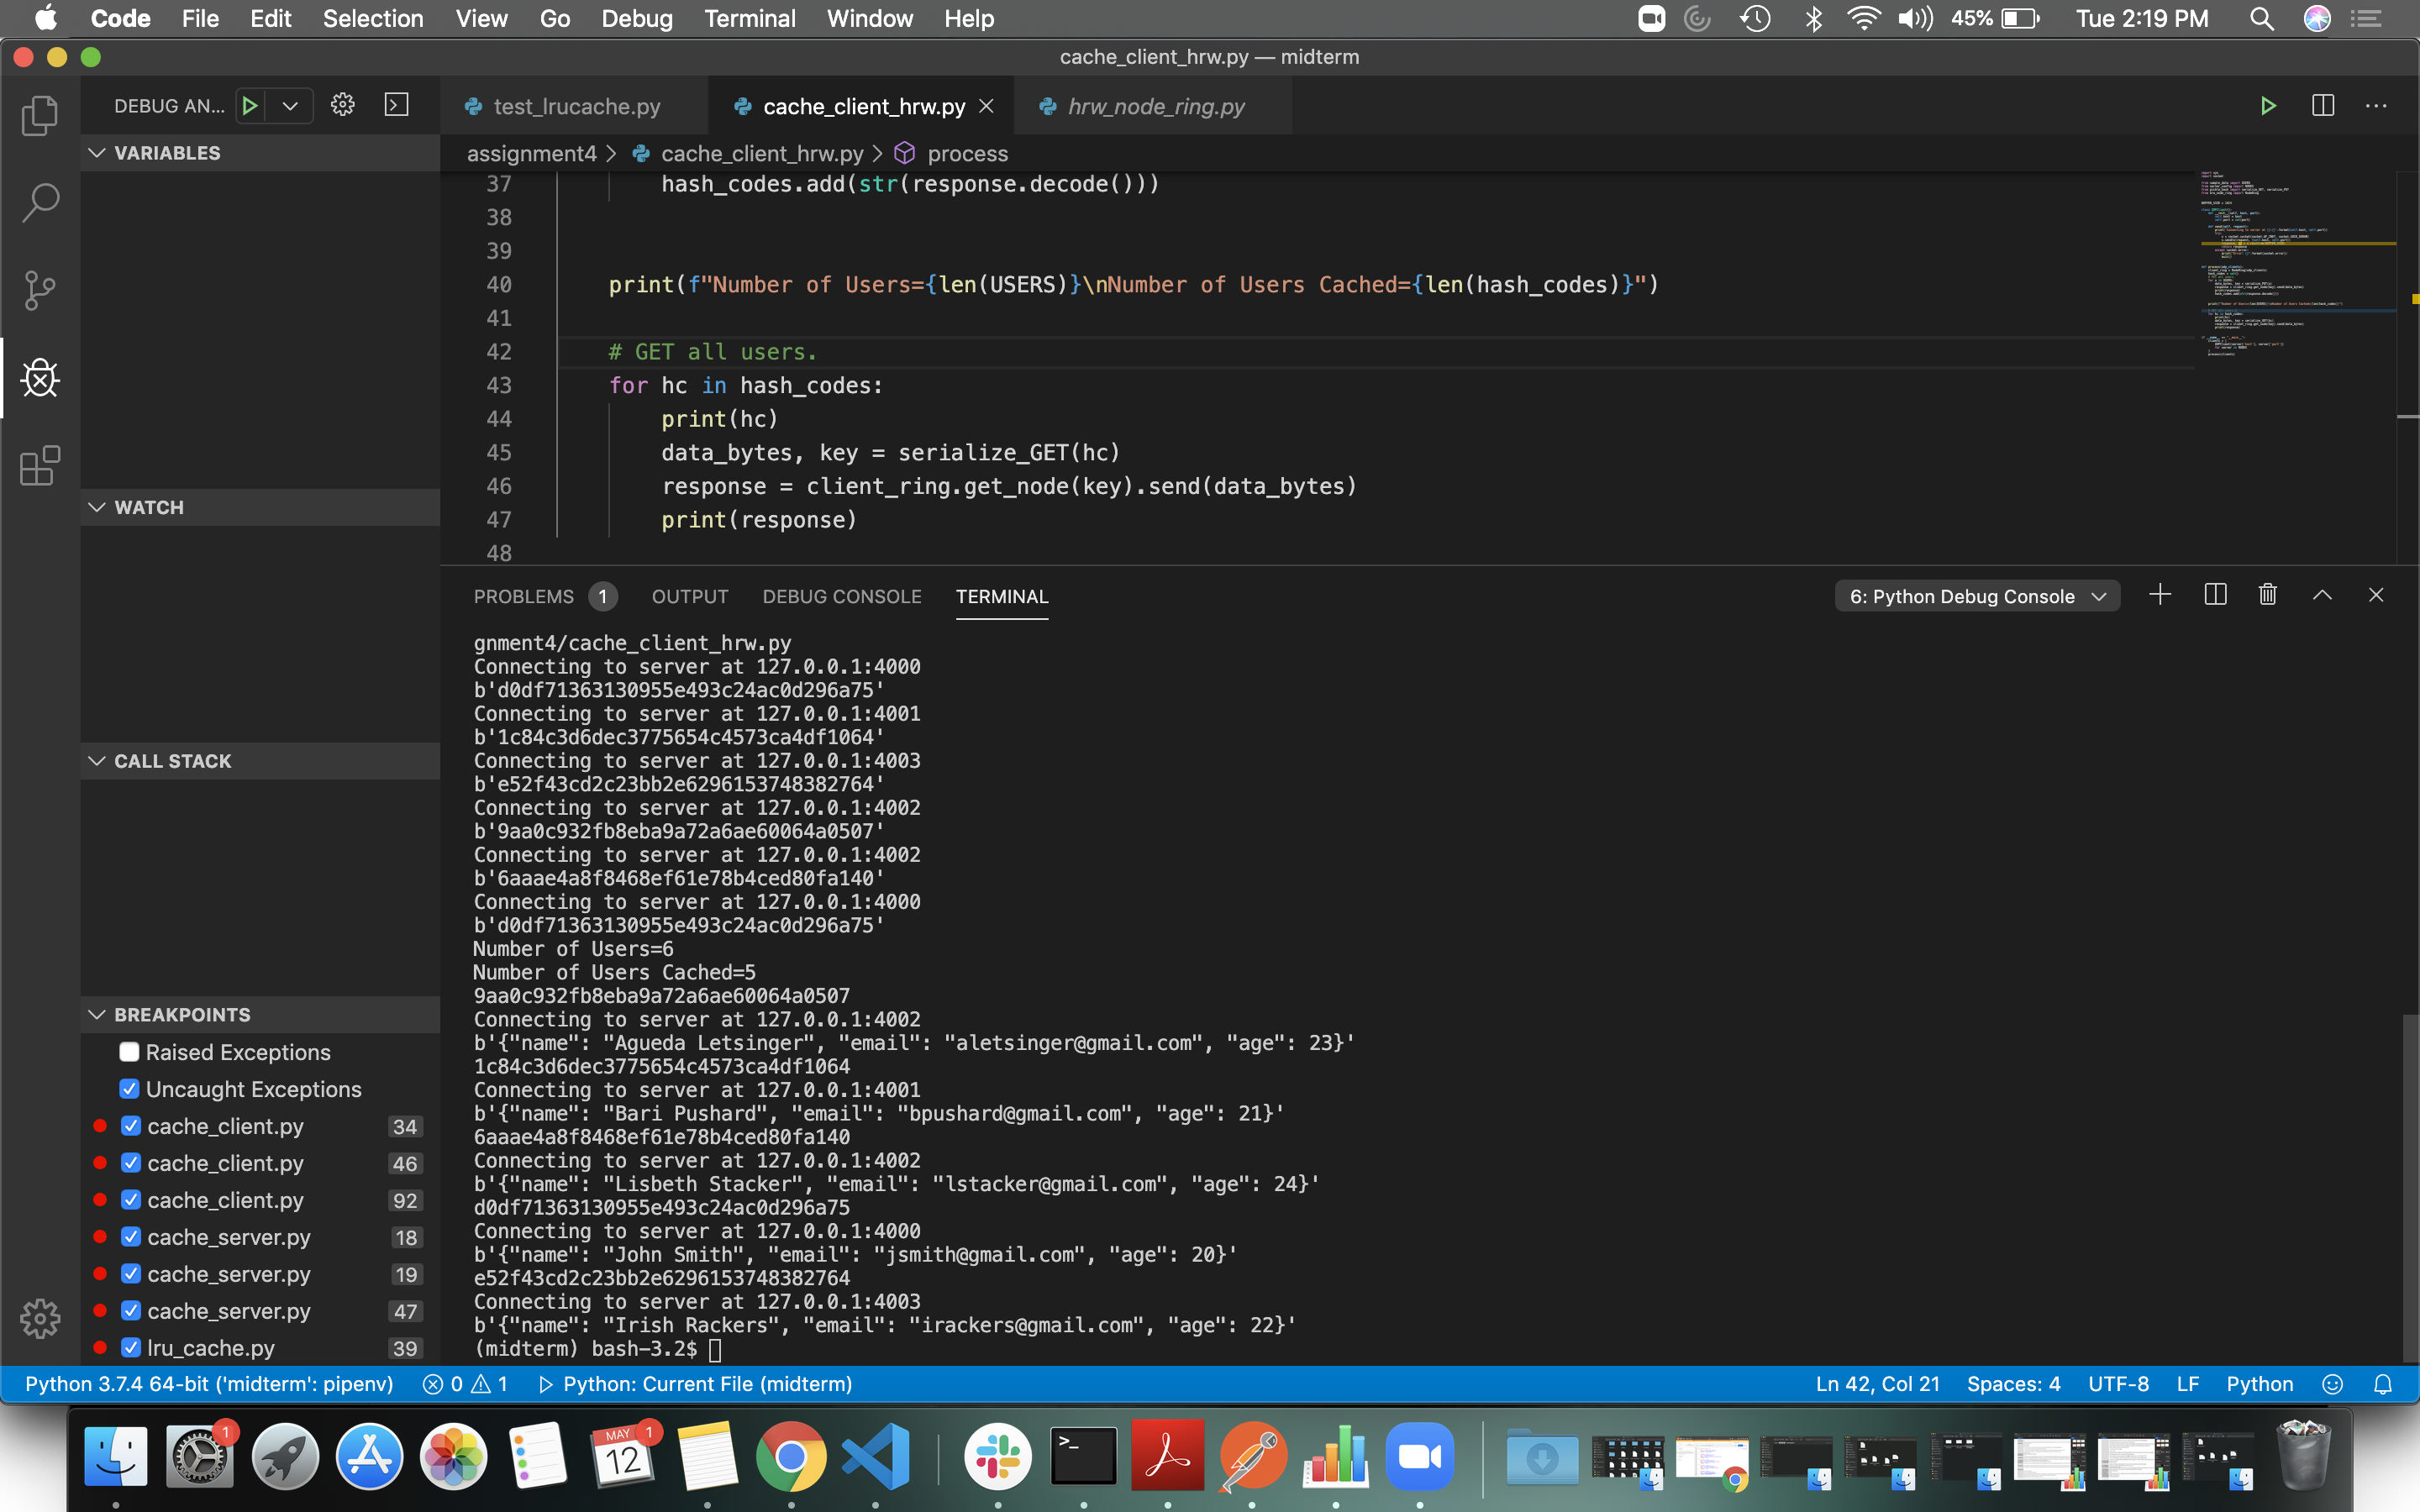 Code File Edit Selection View Go Debug Terminal Window Help 45% Tue 2:19 PM
cache_client_hrw.py — midterm
DEBUG AN...
test_lrucache.py cache_client_hrw.py hrw_node_ring.py
assignment4 > cache_client_hrw.py > process
VARIABLES
WATCH
CALL STACK
BREAKPOINTS
Raised Exceptions
Uncaught Exceptions
cache_client.py 34
cache_client.py 46
cache_client.py 92
cache_server.py 18
cache_server.py 19
cache_server.py 47
lru_cache.py 39
37 hash_codes.add(str(response.decode()))
38
39
40 print(f"Number of Users={len(USERS)}\nNumber of Users Cached={len(hash_codes)}")
41
42 # GET all users.
43 for hc in hash_codes:
44 print(hc)
45 data_bytes, key = serialize_GET(hc)
46 response = client_ring.get_node(key).send(data_bytes)
47 print(response)
48
PROBLEMS 1 OUTPUT DEBUG CONSOLE TERMINAL 6: Python Debug Console
gnment4/cache_client_hrw.py
Connecting to server at 127.0.0.1:4000
b'd0df71363130955e493c24ac0d296a75'
Connecting to server at 127.0.0.1:4001
b'1c84c3d6dec3775654c4573ca4df1064'
Connecting to server at 127.0.0.1:4003
b'e52f43cd2c23bb2e6296153748382764'
Connecting to server at 127.0.0.1:4002
b'9aa0c932fb8eba9a72a6ae60064a0507'
Connecting to server at 127.0.0.1:4002
b'6aaae4a8f8468ef61e78b4ced80fa140'
Connecting to server at 127.0.0.1:4000
b'd0df71363130955e493c24ac0d296a75'
Number of Users=6
Number of Users Cached=5
9aa0c932fb8eba9a72a6ae60064a0507
Connecting to server at 127.0.0.1:4002
b'{"name": "Agueda Letsinger", "email": "aletsinger@gmail.com", "age": 23}'
1c84c3d6dec3775654c4573ca4df1064
Connecting to server at 127.0.0.1:4001
b'{"name": "Bari Pushard", "email": "bpushard@gmail.com", "age": 21}'
6aaae4a8f8468ef61e78b4ced80fa140
Connecting to server at 127.0.0.1:4002
b'{"name": "Lisbeth Stacker", "email": "lstacker@gmail.com", "age": 24}'
d0df71363130955e493c24ac0d296a75
Connecting to server at 127.0.0.1:4000
b'{"name": "John Smith", "email": "jsmith@gmail.com", "age": 20}'
e52f43cd2c23bb2e6296153748382764
Connecting to server at 127.0.0.1:4003
b'{"name": "Irish Rackers", "email": "irackers@gmail.com", "age": 22}'
(midterm) bash-3.2$
Python 3.7.4 64-bit ('midterm': pipenv) 0 1 Python: Current File (midterm) Ln 42, Col 21 Spaces: 4 UTF-8 LF Python
1 MAY 12 1 >_